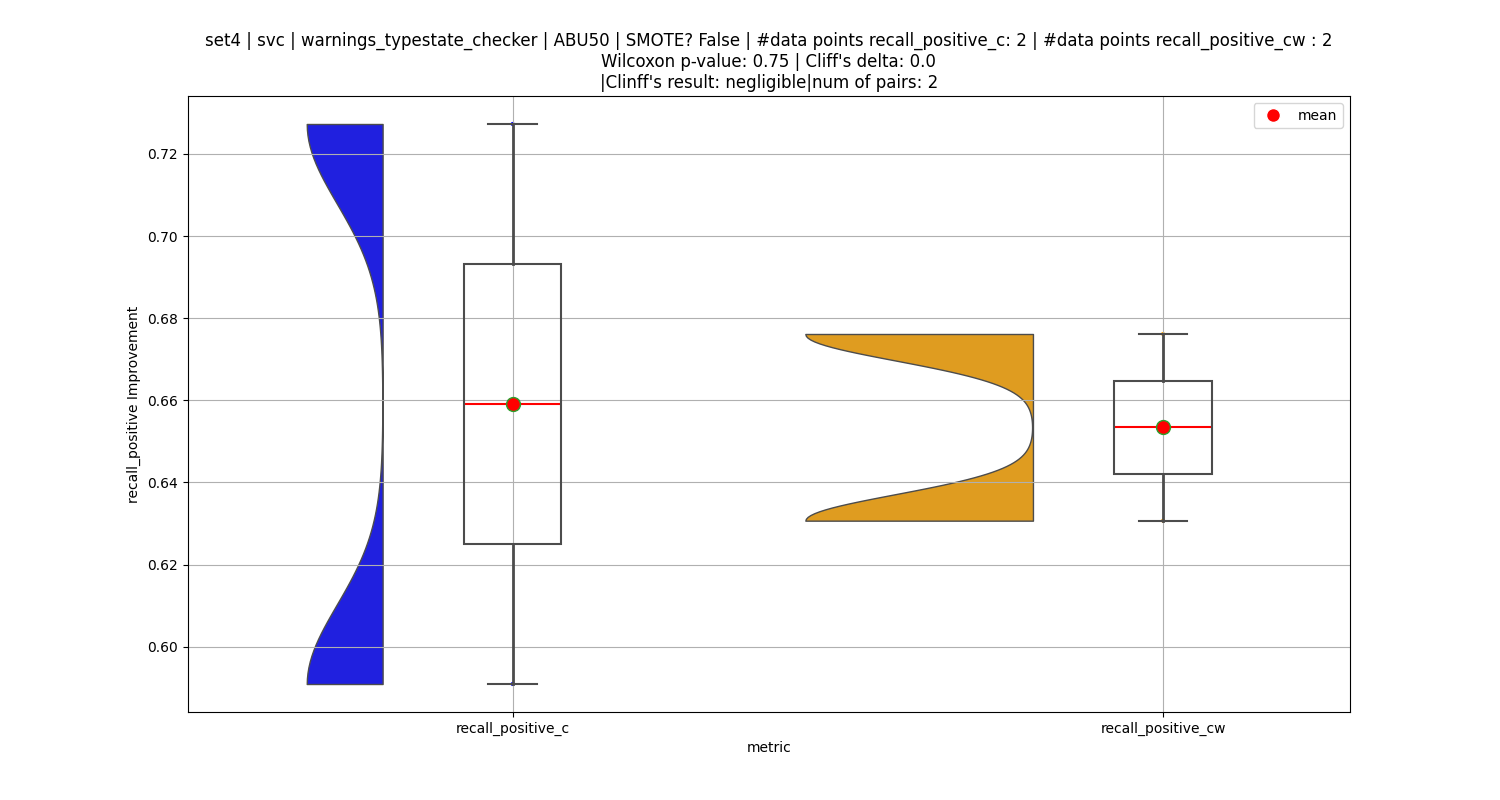 set4 | svc | warnings_typestate_checker | ABU50 | SMOTE? False | #data points recall_positive_c: 2 | #data points recall_positive_cw : 2
Wilcoxon p-value: 0.75 | Cliff's delta: 0.0
|Clinff's result: negligible|num of pairs: 2
mean
0.72
0.70
0.68
0.66
0.64
0.62
0.60
recall_positive Improvement
recall_positive_c
recall_positive_cw
metric